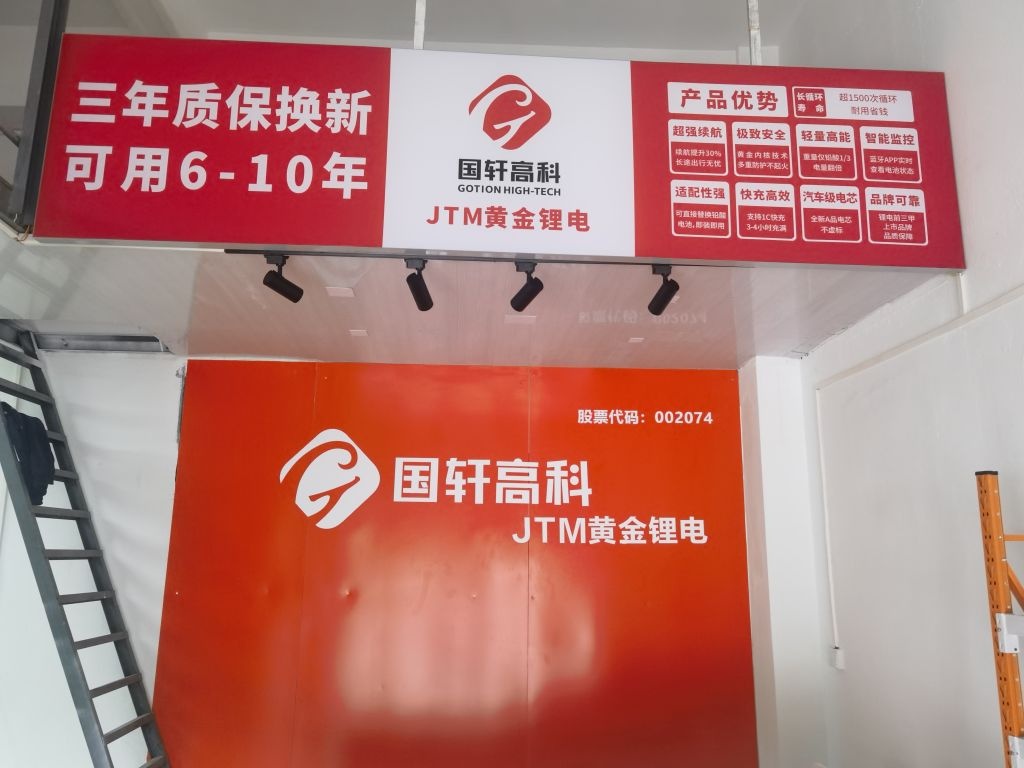 三年质保换新
可用6-10年
国轩高科
GOTION HIGH-TECH
JTM黄金锂电
产品优势
长循环
寿 命
超1500次循环
耐用省钱
超强续航
续航提升30%
长途出行无忧
极致安全
黄金内核技术
多重防护不起火
轻量高能
重量仅铅酸1/3
电量翻倍
智能监控
蓝牙APP实时
查看电池状态
适配性强
可直接替换铅酸
电池,即装即用
快充高效
支持1C快充
3-4小时充满
汽车级电芯
全新A品电芯
不虚标
品牌可靠
锂电前三甲
上市品牌
品质保障
股票代码：002074
国轩高科
JTM黄金锂电